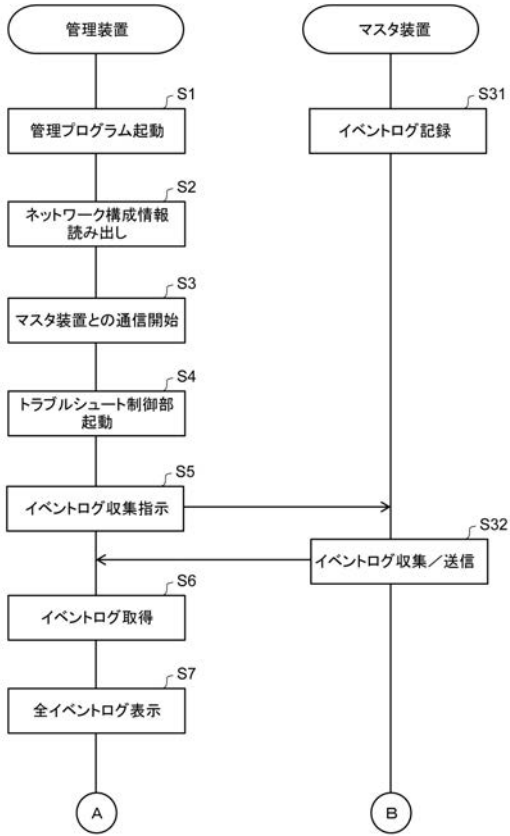 管理装置
マスタ装置
S1
管理プログラム起動
S31
イベントログ記録
S2
ネットワーク構成情報
読み出し
S3
マスタ装置との通信開始
S4
トラブルシュート制御部
起動
S5
イベントログ収集指示
S32
イベントログ収集／送信
S6
イベントログ取得
S7
全イベントログ表示
A
B